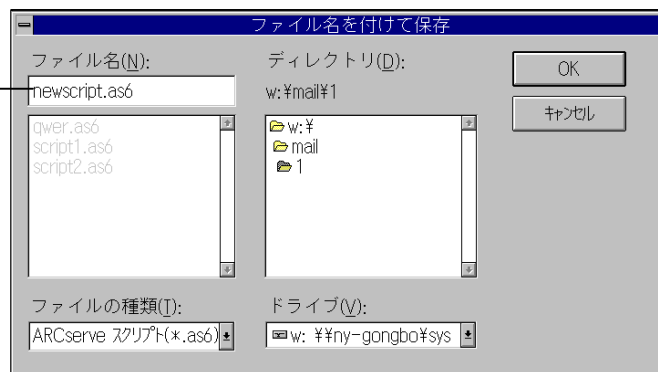 ファイル名を付けて保存
ファイル名(N):
newscript.as6
qwer.as6
script1.as6
script2.as6
ファイルの種類(T):
ARCserve スクリプト(*.as6)
ディレクトリ(D):
w:¥mail¥1
w:¥
mail
1
ドライブ(V):
w: ¥¥ny-gongbo¥sys
OK
キャンセル